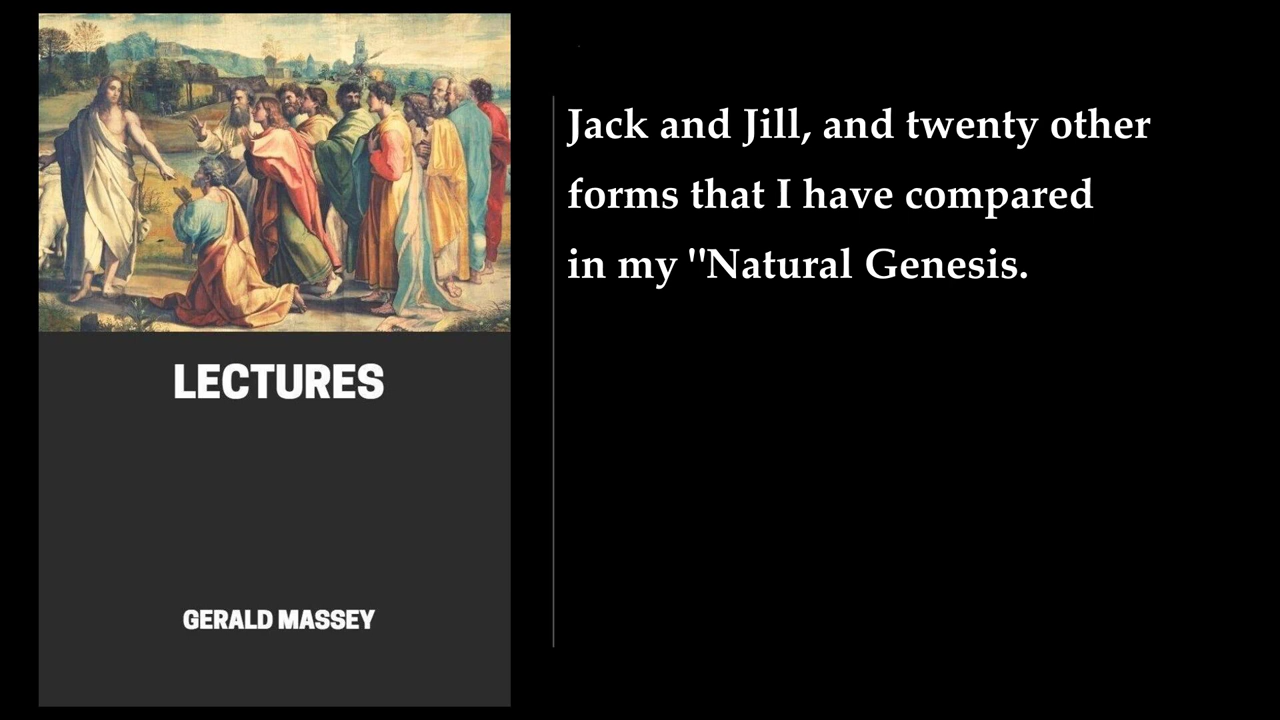 LECTURES
GERALD MASSEY
Jack and Jill, and twenty other
forms that I have compared
in my "Natural Genesis.